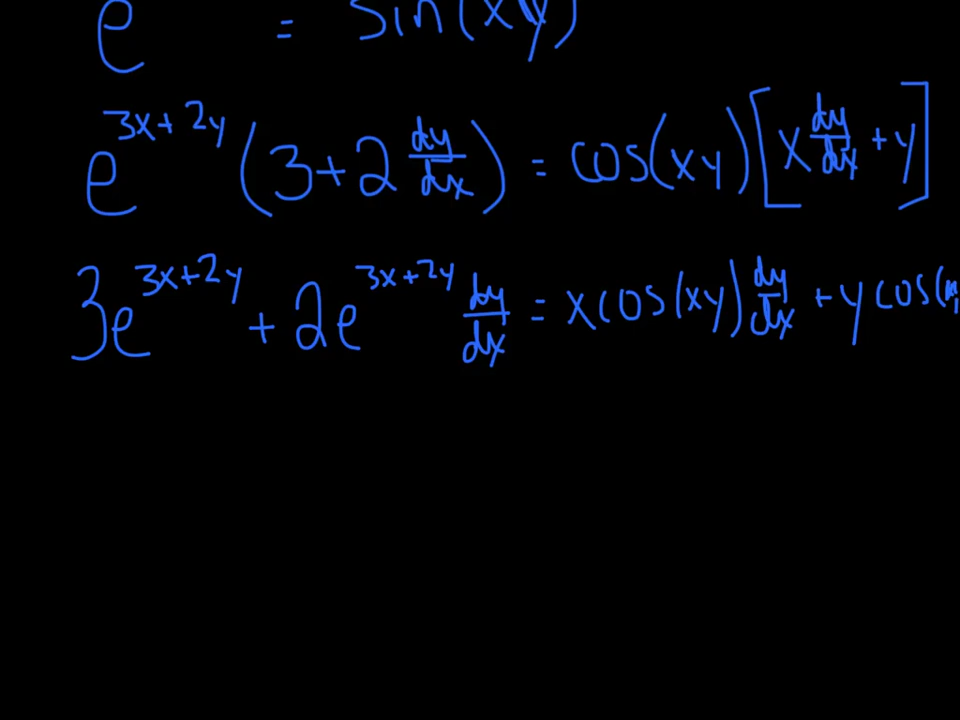 e = sin(xy)
e^{3x+2y} (3+2 dy/dx) = cos(xy) [x dy/dx + y]
3e^{3x+2y} + 2e^{3x+2y} dy/dx = x cos(xy) dy/dx + y cos(